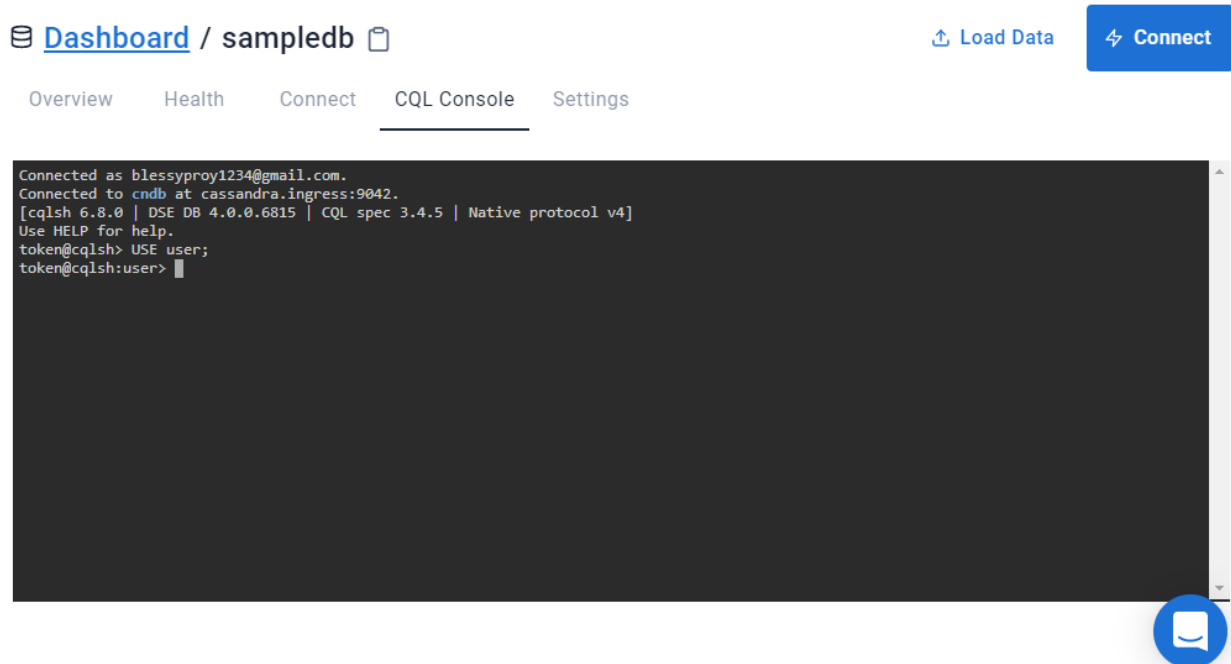 Dashboard / sampledb
Load Data
Connect
Overview Health Connect CQL Console Settings
Connected as blessyproy1234@gmail.com.
Connected to cndb at cassandra.ingress:9042.
[cqlsh 6.8.0 | DSE DB 4.0.0.6815 | CQL spec 3.4.5 | Native protocol v4]
Use HELP for help.
token@cqlsh> USE user;
token@cqlsh:user>